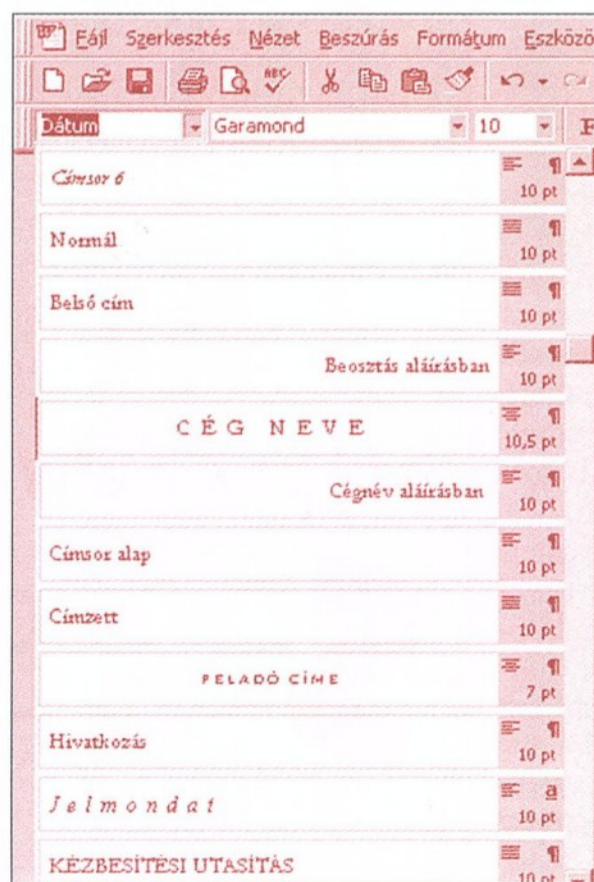 Fájl Szerkesztés Nézet Beszúrás Formátum Eszközö
ABC
Dátum Garamond 10 F
Címsor 6 10 pt
Normál 10 pt
Belső cím 10 pt
Beosztás aláírásban 10 pt
CÉG NEVE 10,5 pt
Cégnév aláírásban 10 pt
Címsor alap 10 pt
Címzett 10 pt
FELADÓ CÍME 7 pt
Hivatkozás 10 pt
Jelmondat a 10 pt
KÉZBESÍTÉSI UTASÍTÁS 10 pt